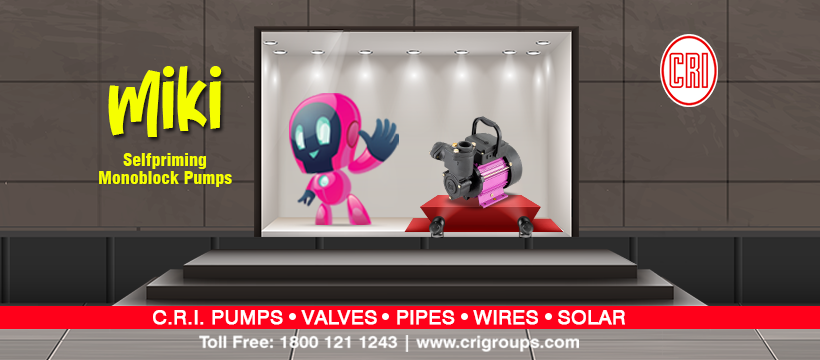 miki
Selfpriming
Monoblock Pumps
CRI
C.R.I. PUMPS • VALVES • PIPES • WIRES • SOLAR
Toll Free: 1800 121 1243 | www.crigroups.com